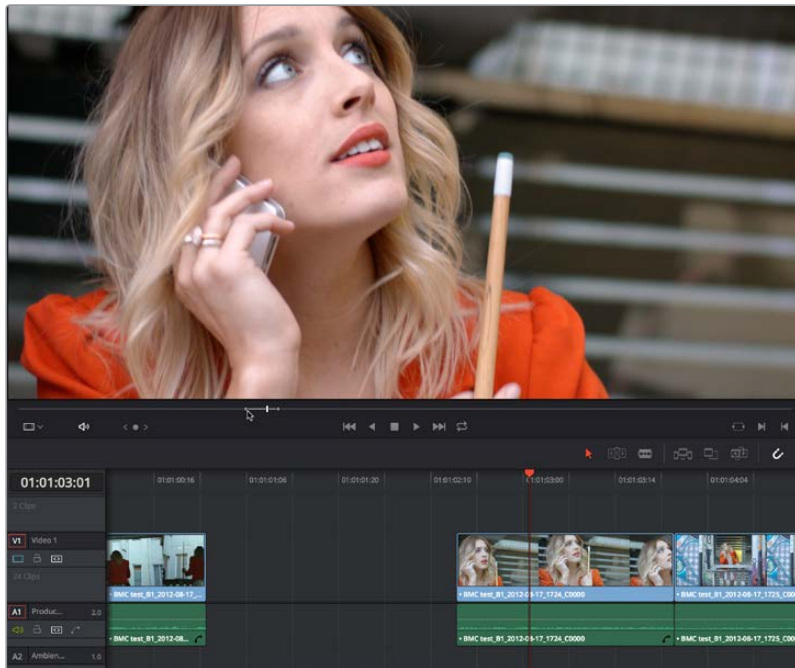 01:01:03:01
01:01:00:16
01:01:01:06
01:01:01:20
01:01:02:10
01:01:03:00
01:01:03:14
01:01:04:04
2 Clips
V1 Video 1
24 Clips
• BMC test_B1_2012-08-17_...
• BMC test_B1_2012-08-17_1724_C0000
• BMC test_B1_2012-08-17_1725_C00
A1 Produc... 2.0
• BMC test_B1_2012-08...
• BMC test_B1_2012-08-17_1724_C0000
• BMC test_B1_2012-08-17_1725_C00
A2 Ambien... 1.0